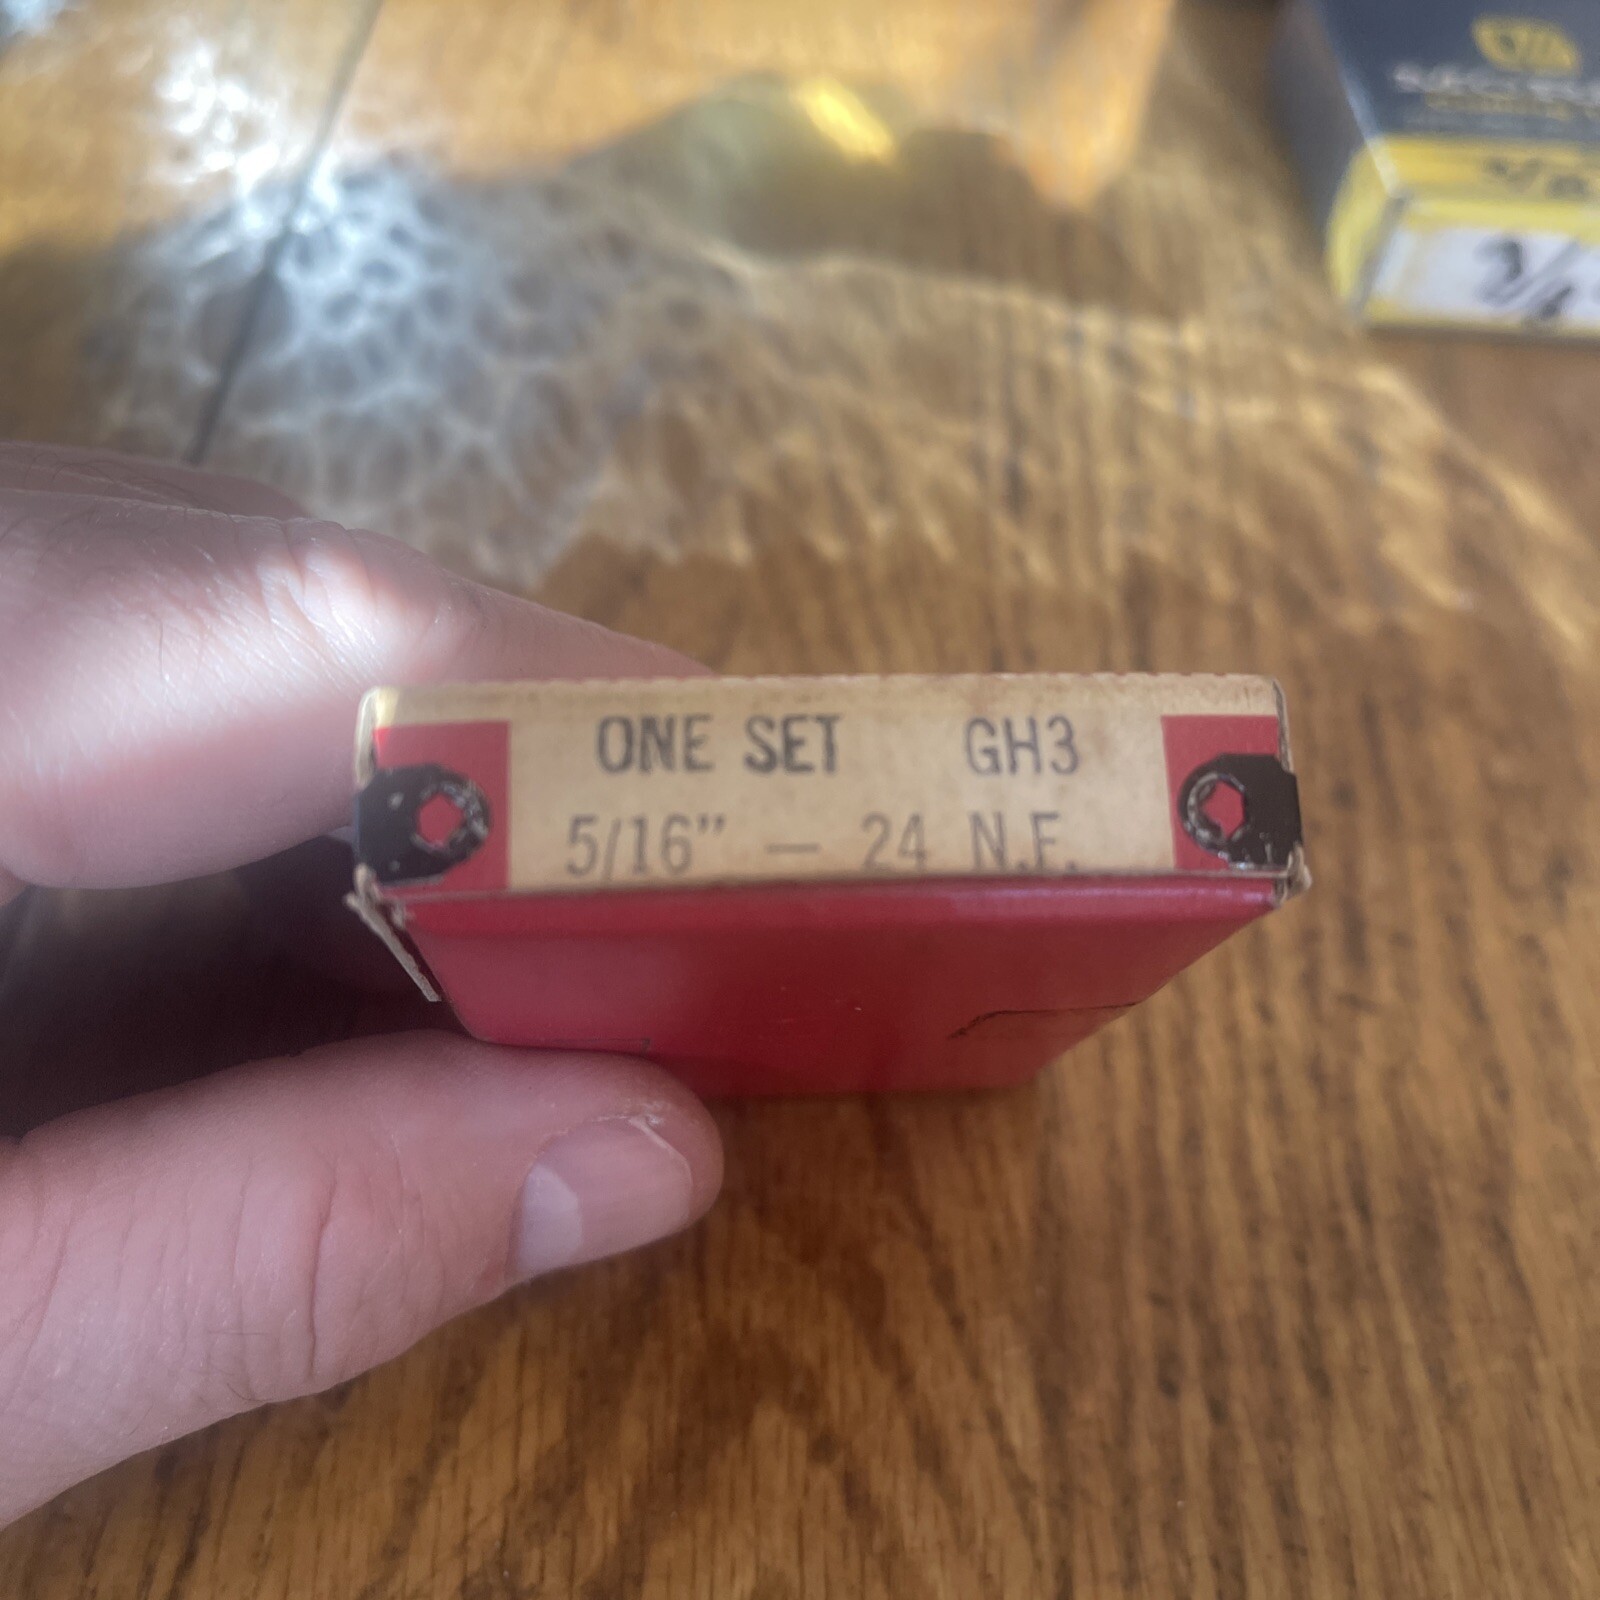 ONE SET GH3
5/16" — 24 N.F.